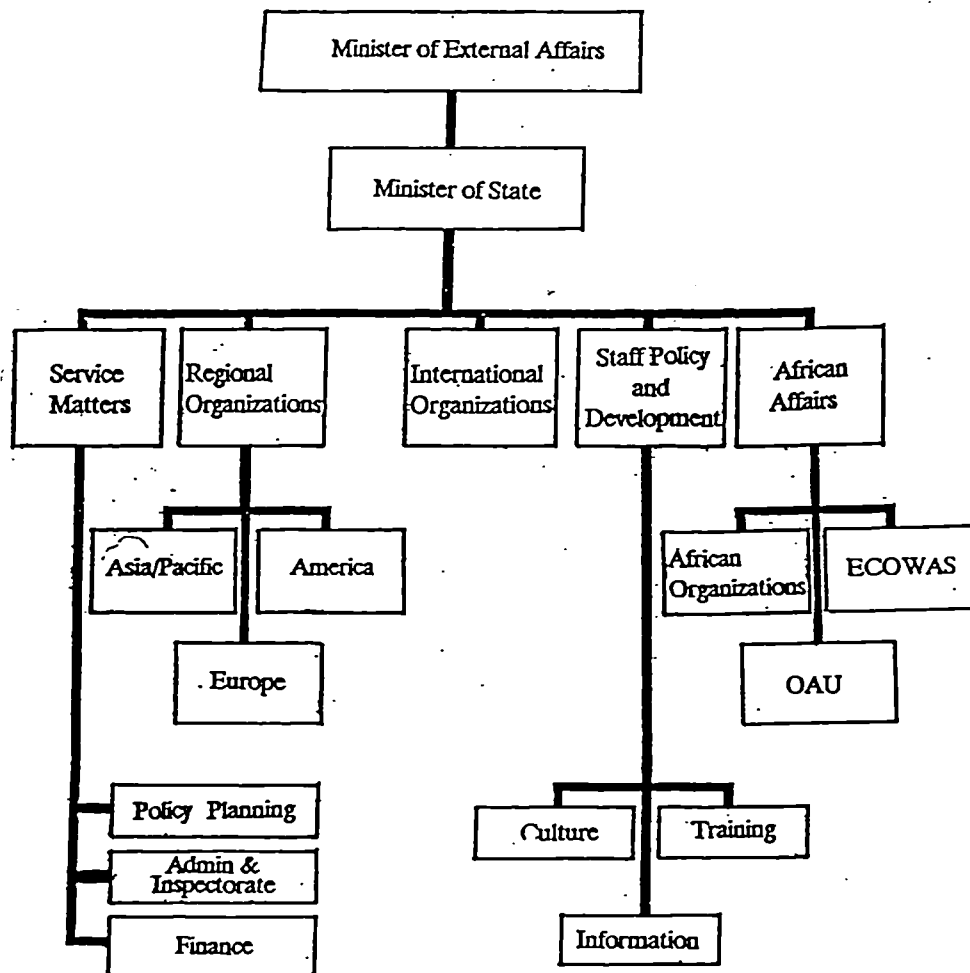 Minister of External Affairs
Minister of State
Service
Matters
Regional
Organizations
International
Organizations
Staff Policy
and
Development
African
Affairs
Asia/Pacific
America
Europe
African
Organizations
ECOWAS
OAU
Policy Planning
Admin &
Inspectorate
Finance
Culture
Training
Information